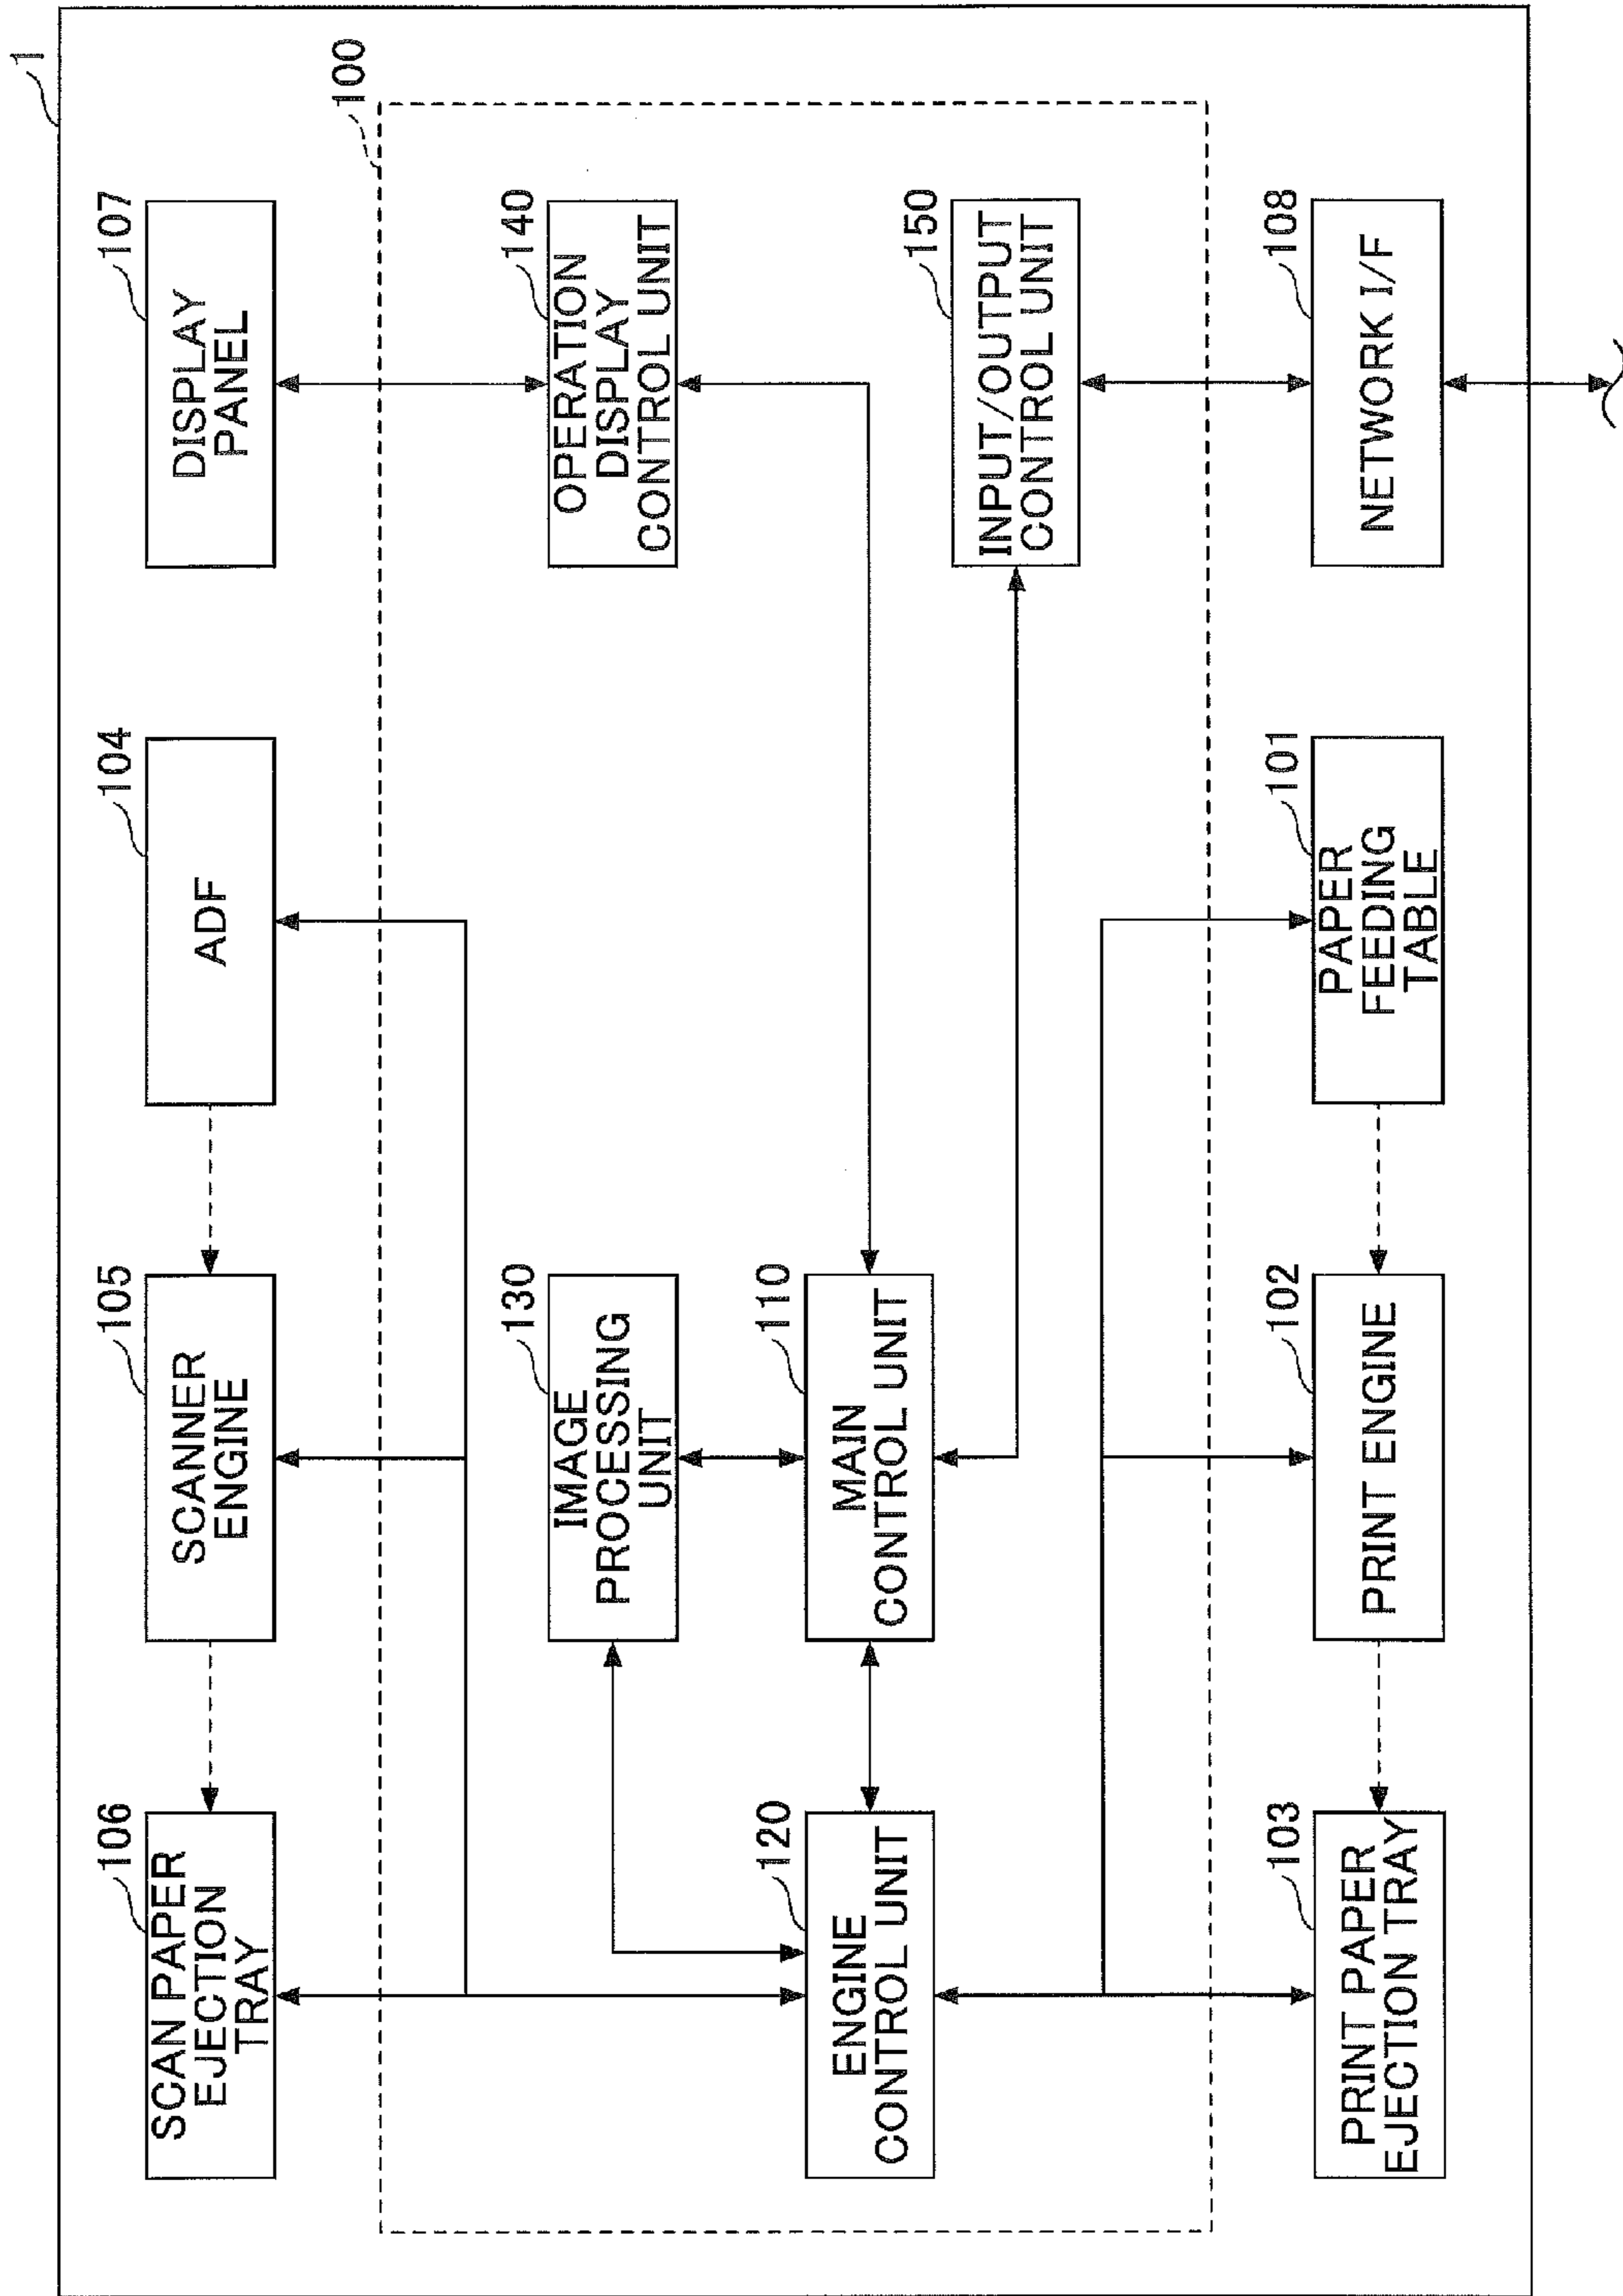 1
100
106
SCAN PAPER
EJECTION
TRAY
105
SCANNER
ENGINE
104
ADF
107
DISPLAY
PANEL
130
IMAGE
PROCESSING
UNIT
140
OPERATION
DISPLAY
CONTROL UNIT
120
ENGINE
CONTROL UNIT
110
MAIN
CONTROL UNIT
150
INPUT/OUTPUT
CONTROL UNIT
103
PRINT PAPER
EJECTION TRAY
102
PRINT ENGINE
101
PAPER
FEEDING
TABLE
108
NETWORK I/F